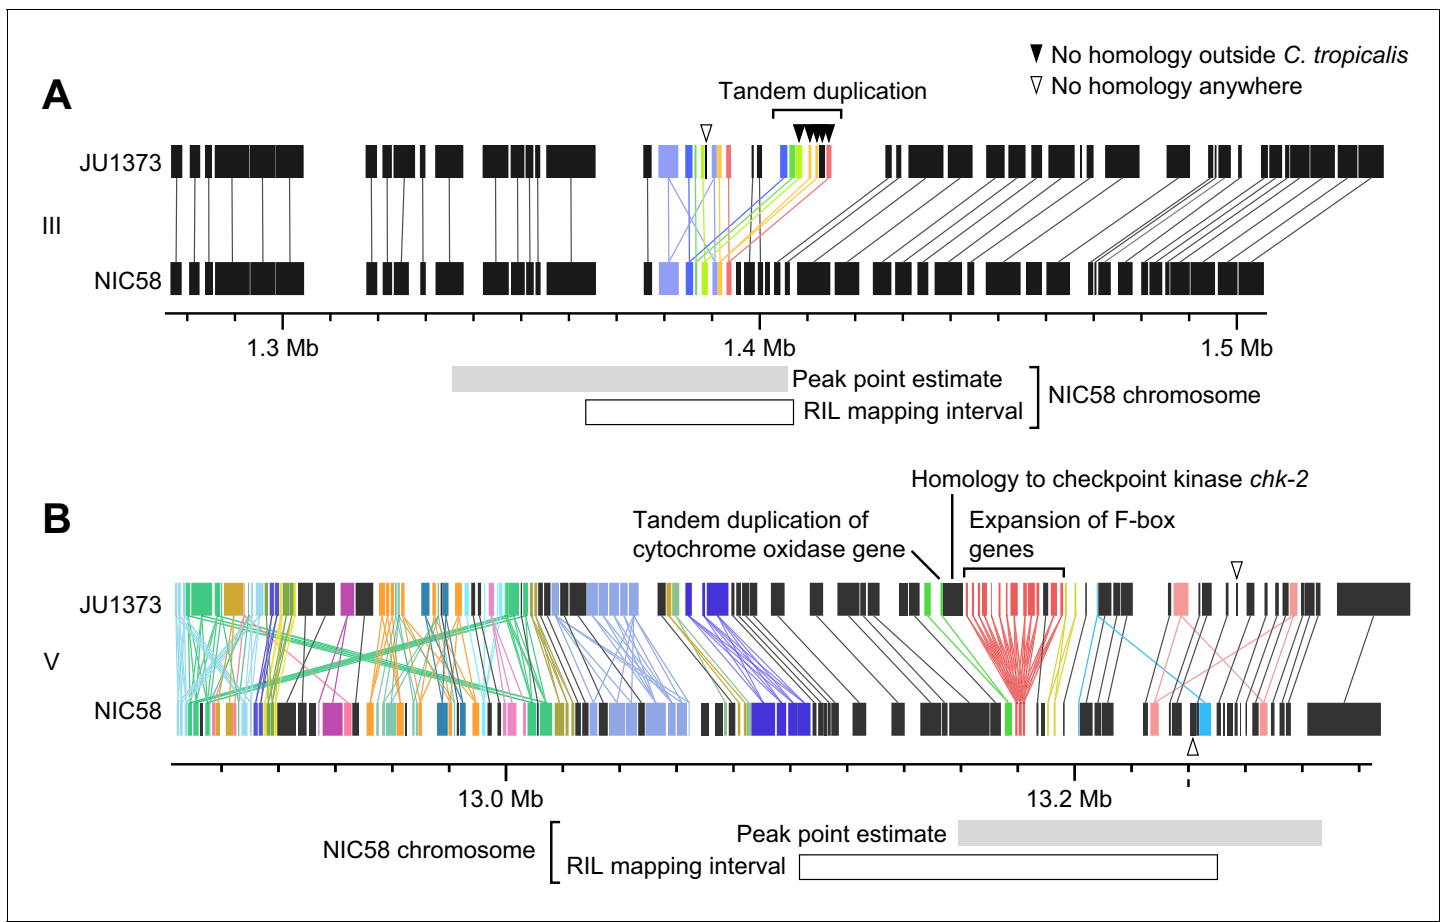 No homology outside C. tropicalis
No homology anywhere
A
Tandem duplication
JU1373
III
NIC58
1.3 Mb
1.4 Mb
1.5 Mb
Peak point estimate
RIL mapping interval
NIC58 chromosome
Homology to checkpoint kinase chk-2
B
Tandem duplication of
cytochrome oxidase gene
Expansion of F-box
genes
JU1373
V
NIC58
13.0 Mb
13.2 Mb
NIC58 chromosome
Peak point estimate
RIL mapping interval